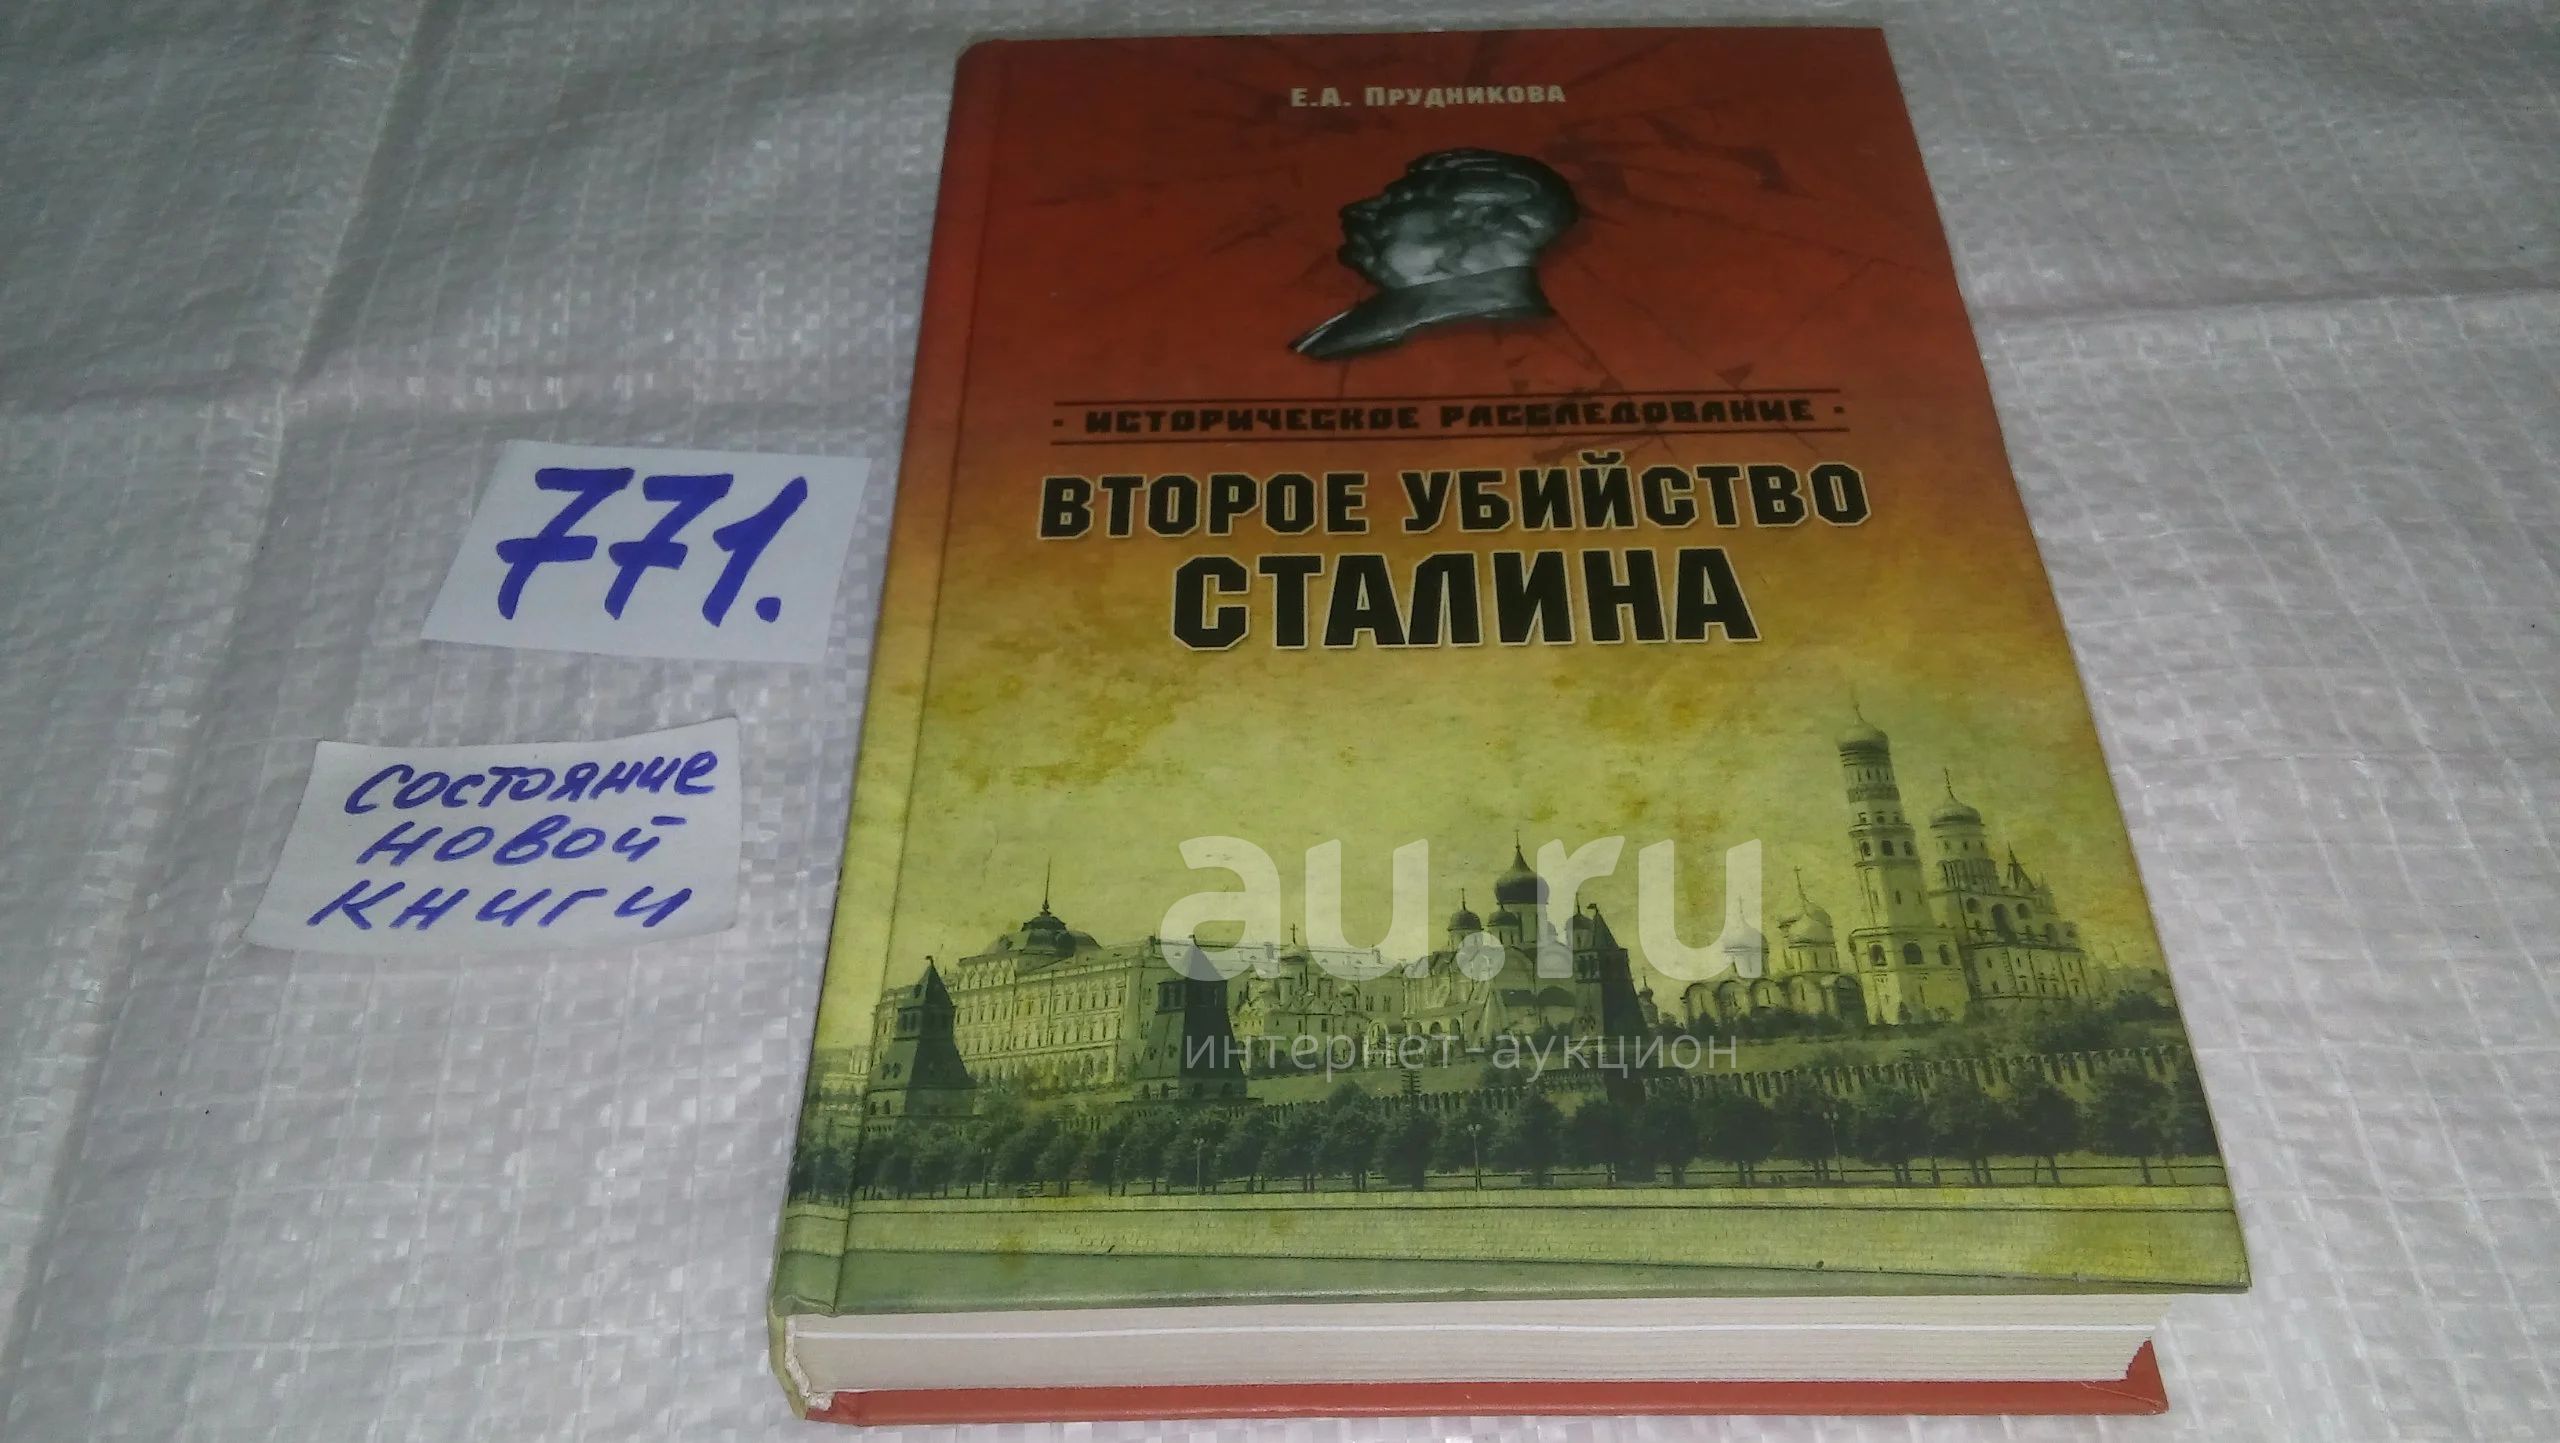 Е.А. ПРУДНИКОВА
· ИСТОРИЧЕСКОЕ РАССЛЕДОВАНИЕ ·
ВТОРОЕ УБИЙСТВО
СТАЛИНА
771.
состояние
новой
книги
au.ru
интернет-аукцион